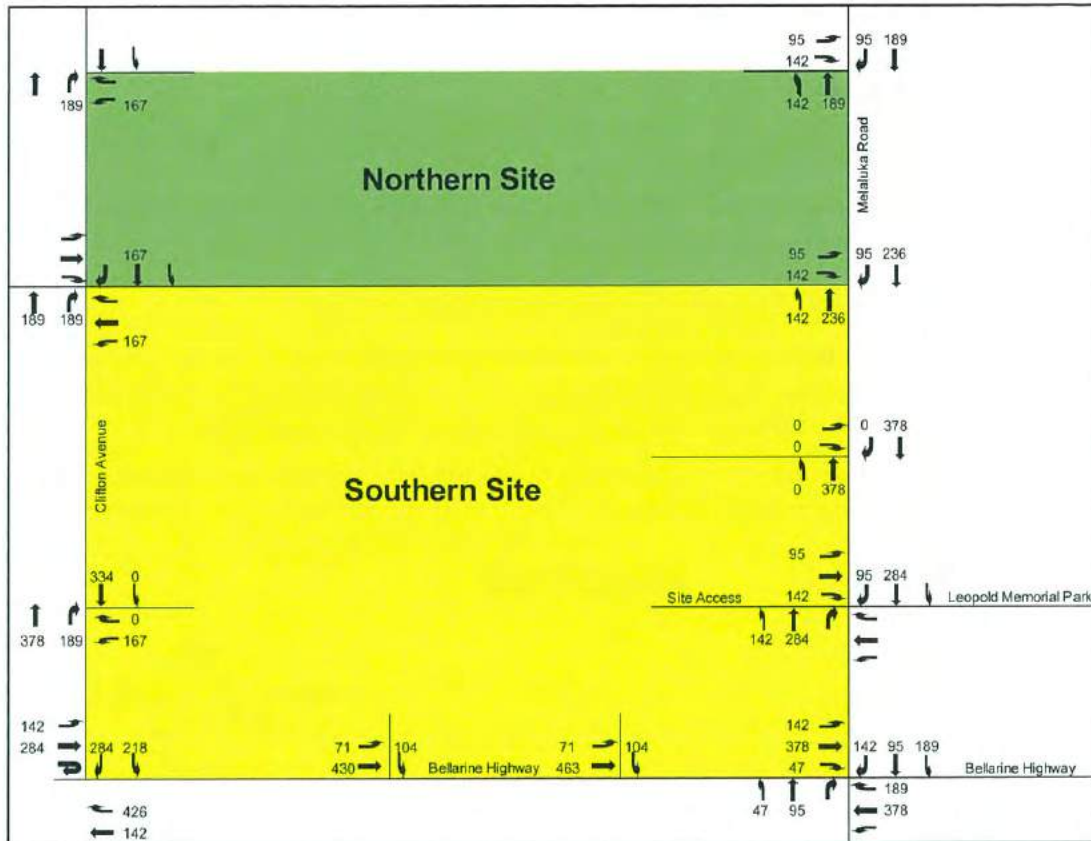 95 95 189
142
189 167 142 189
Northern Site
Melaluka Road
167 95 95 236
142
189 189 142 236
167
0 0 378
0
Clifton Avenue
Southern Site
0 378
95
334 0 95 284
Site Access 142 Leopold Memorial Park
0
378 189 167 142 284
142 142
284 284 218 71 104 71 104 378 142 95 189
430 Bellarine Highway 463 47 Bellarine Highway
189
426 47 95 378
142